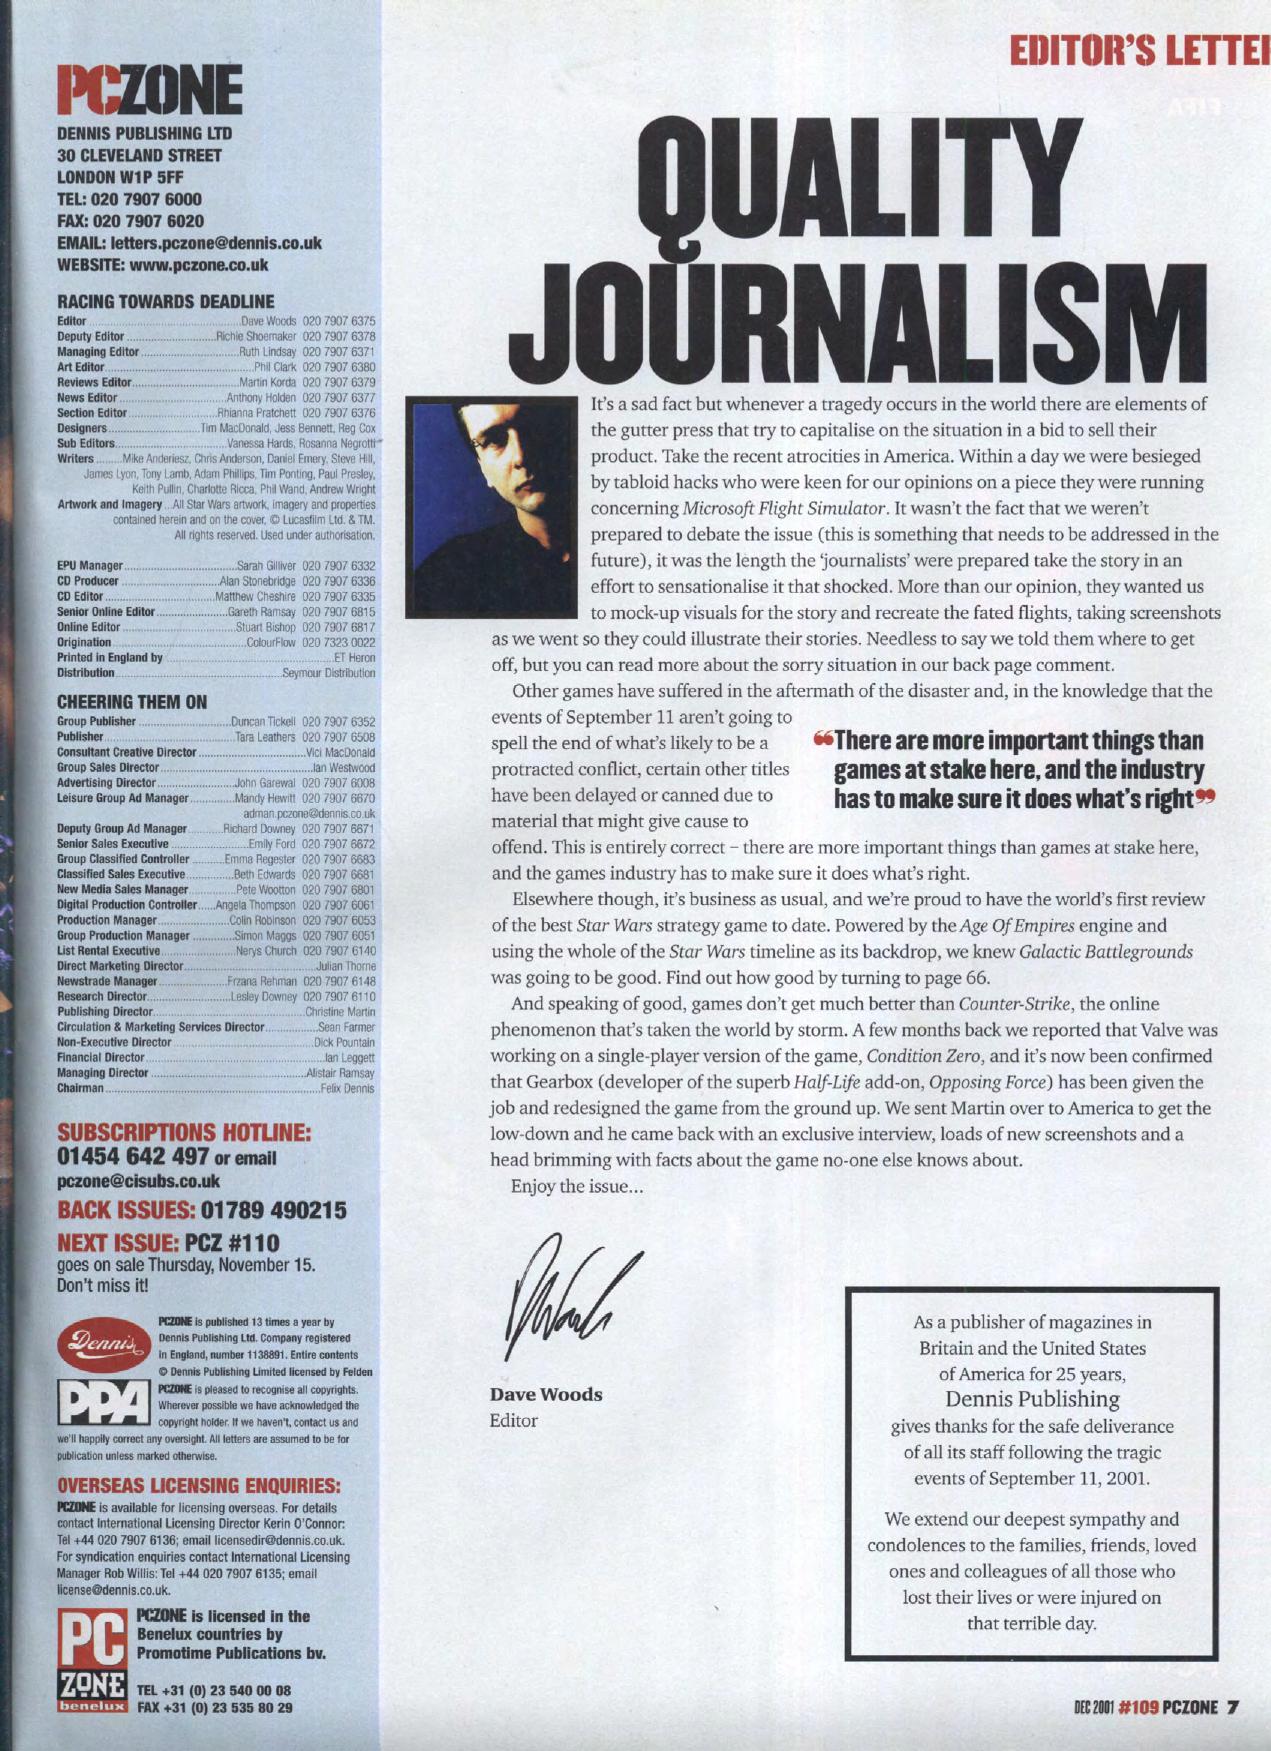 EDITOR'S LETTE
PCZONE
DENNIS PUBLISHING LTD
30 CLEVELAND STREET
LONDON W1P 5FF
TEL: 020 7907 6000
FAX: 020 7907 6020
EMAIL: letters.pczone@dennis.co.uk
WEBSITE: www.pczone.co.uk
RACING TOWARDS DEADLINE
Editor Dave Woods 020 7907 6375
Deputy Editor Richie Shoemaker 020 7907 6378
Managing Editor Ruth Lindsay 020 7907 6371
Art Editor Phil Clark 020 7907 6380
Reviews Editor Martin Korda 020 7907 6379
News Editor Anthony Holden 020 7907 6377
Section Editor Rhianna Pratchett 020 7907 6376
Designers Tim MacDonald, Jess Bennett, Reg Cox
Sub Editors Vanessa Hards, Rosanna Negrotti
Writers Mike Anderiesz, Chris Anderson, Daniel Emery, Steve Hill,
James Lyon, Tony Lamb, Adam Phillips, Tim Ponting, Paul Presley,
Keith Pullin, Charlotte Ricca, Phil Wand, Andrew Wright
Artwork and Imagery ...All Star Wars artwork, imagery and properties
contained herein and on the cover, © Lucasfilm Ltd. & TM.
All rights reserved. Used under authorisation.
EPU Manager Sarah Gilliver 020 7907 6332
CD Producer Alan Stonebridge 020 7907 6336
CD Editor Matthew Cheshire 020 7907 6335
Senior Online Editor Gareth Ramsay 020 7907 6815
Online Editor Stuart Bishop 020 7907 6817
Origination ColourFlow 020 7323 0022
Printed in England by ET Heron
Distribution Seymour Distribution
CHEERING THEM ON
Group Publisher Duncan Tickell 020 7907 6352
Publisher Tara Leathers 020 7907 6508
Consultant Creative Director Vici MacDonald
Group Sales Director Ian Westwood
Advertising Director John Garewal 020 7907 6008
Leisure Group Ad Manager Mandy Hewitt 020 7907 6670
adman.pczone@dennis.co.uk
Deputy Group Ad Manager Richard Downey 020 7907 6671
Senior Sales Executive Emily Ford 020 7907 6672
Group Classified Controller Emma Regester 020 7907 6683
Classified Sales Executive Beth Edwards 020 7907 6681
New Media Sales Manager Pete Wootton 020 7907 6801
Digital Production Controller Angela Thompson 020 7907 6061
Production Manager Colin Robinson 020 7907 6053
Group Production Manager Simon Maggs 020 7907 6051
List Rental Executive Nerys Church 020 7907 6140
Direct Marketing Director Julian Thorne
Newstrade Manager Frzana Rehman 020 7907 6148
Research Director Lesley Downey 020 7907 6110
Publishing Director Christine Martin
Circulation & Marketing Services Director Sean Farmer
Non-Executive Director Dick Pountain
Financial Director Ian Leggett
Managing Director Alistair Ramsay
Chairman Felix Dennis
SUBSCRIPTIONS HOTLINE:
01454 642 497 or email
pczone@cisubs.co.uk
BACK ISSUES: 01789 490215
NEXT ISSUE: PCZ #110
goes on sale Thursday, November 15.
Don't miss it!
Dennis
PPA
PCZONE is published 13 times a year by
Dennis Publishing Ltd. Company registered
in England, number 1138891. Entire contents
© Dennis Publishing Limited licensed by Felden
PCZONE is pleased to recognise all copyrights.
Wherever possible we have acknowledged the
copyright holder. If we haven't, contact us and
we'll happily correct any oversight. All letters are assumed to be for
publication unless marked otherwise.
OVERSEAS LICENSING ENQUIRIES:
PCZONE is available for licensing overseas. For details
contact International Licensing Director Kerin O'Connor:
Tel +44 020 7907 6136; email licensedir@dennis.co.uk.
For syndication enquiries contact International Licensing
Manager Rob Willis: Tel +44 020 7907 6135; email
license@dennis.co.uk.
PC
ZONE
benelux
PCZONE is licensed in the
Benelux countries by
Promotime Publications bv.
TEL +31 (0) 23 540 00 08
FAX +31 (0) 23 535 80 29
QUALITY
JOURNALISM
It's a sad fact but whenever a tragedy occurs in the world there are elements of
the gutter press that try to capitalise on the situation in a bid to sell their
product. Take the recent atrocities in America. Within a day we were besieged
by tabloid hacks who were keen for our opinions on a piece they were running
concerning Microsoft Flight Simulator. It wasn't the fact that we weren't
prepared to debate the issue (this is something that needs to be addressed in the
future), it was the length the 'journalists' were prepared take the story in an
effort to sensationalise it that shocked. More than our opinion, they wanted us
to mock-up visuals for the story and recreate the fated flights, taking screenshots
as we went so they could illustrate their stories. Needless to say we told them where to get
off, but you can read more about the sorry situation in our back page comment.
Other games have suffered in the aftermath of the disaster and, in the knowledge that the
events of September 11 aren't going to
spell the end of what's likely to be a
protracted conflict, certain other titles
have been delayed or canned due to
material that might give cause to
offend. This is entirely correct – there are more important things than games at stake here,
and the games industry has to make sure it does what's right.
“There are more important things than
games at stake here, and the industry
has to make sure it does what's right”
Elsewhere though, it's business as usual, and we're proud to have the world's first review
of the best Star Wars strategy game to date. Powered by the Age Of Empires engine and
using the whole of the Star Wars timeline as its backdrop, we knew Galactic Battlegrounds
was going to be good. Find out how good by turning to page 66.
And speaking of good, games don't get much better than Counter-Strike, the online
phenomenon that's taken the world by storm. A few months back we reported that Valve was
working on a single-player version of the game, Condition Zero, and it's now been confirmed
that Gearbox (developer of the superb Half-Life add-on, Opposing Force) has been given the
job and redesigned the game from the ground up. We sent Martin over to America to get the
low-down and he came back with an exclusive interview, loads of new screenshots and a
head brimming with facts about the game no-one else knows about.
Enjoy the issue...
Dave Woods
Editor
As a publisher of magazines in
Britain and the United States
of America for 25 years,
Dennis Publishing
gives thanks for the safe deliverance
of all its staff following the tragic
events of September 11, 2001.
We extend our deepest sympathy and
condolences to the families, friends, loved
ones and colleagues of all those who
lost their lives or were injured on
that terrible day.
DEC 2001 #109 PCZONE 7